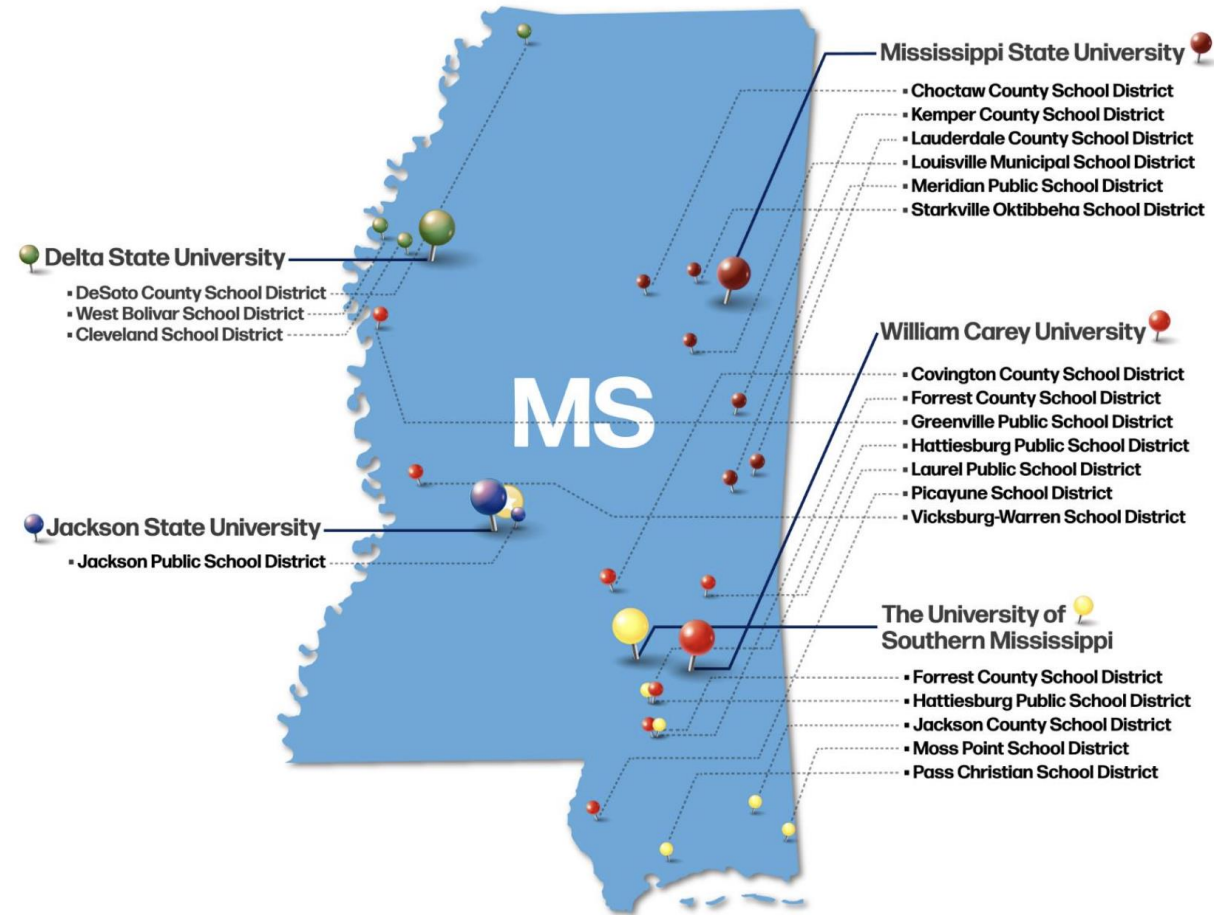 Mississippi State University
▪ Choctaw County School District
▪ Kemper County School District
▪ Lauderdale County School District
▪ Louisville Municipal School District
▪ Meridian Public School District
▪ Starkville Oktibbeha School District
Delta State University
▪ DeSoto County School District
▪ West Bolivar School District
▪ Cleveland School District
MS
William Carey University
▪ Covington County School District
▪ Forrest County School District
▪ Greenville Public School District
▪ Hattiesburg Public School District
▪ Laurel Public School District
▪ Picayune School District
▪ Vicksburg-Warren School District
Jackson State University
▪ Jackson Public School District
The University of
Southern Mississippi
▪ Forrest County School District
▪ Hattiesburg Public School District
▪ Jackson County School District
▪ Moss Point School District
▪ Pass Christian School District